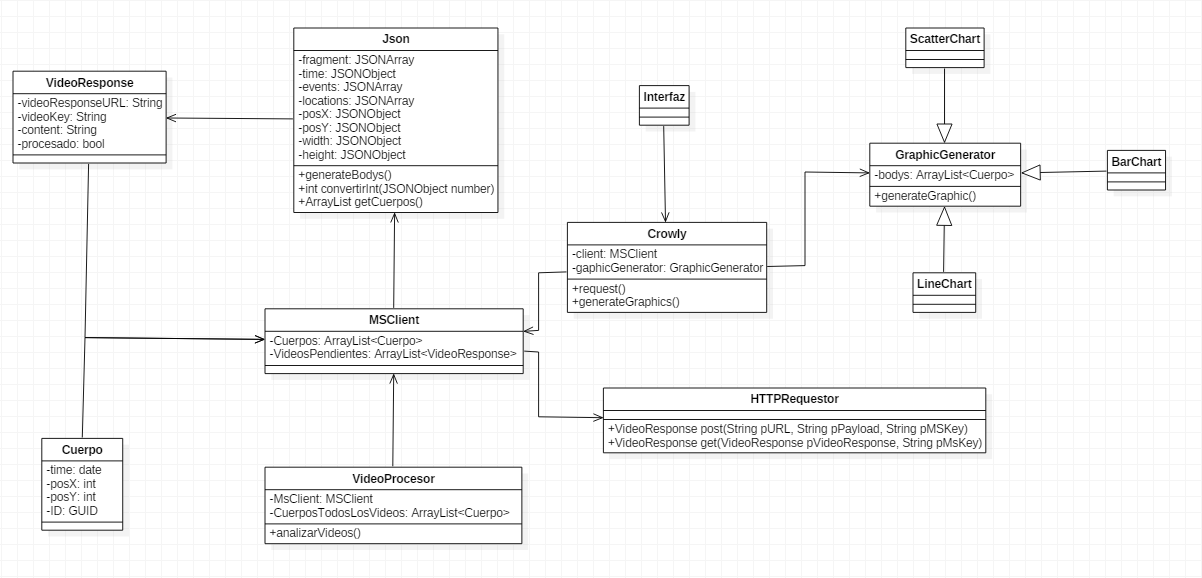 VideoResponse
-videoResponseURL: String
-videoKey: String
-content: String
-procesado: bool
Json
-fragment: JSONArray
-time: JSONObject
-events: JSONArray
-locations: JSONArray
-posX: JSONObject
-posY: JSONObject
-width: JSONObject
-height: JSONObject
+generateBodys()
+int convertirInt(JSONObject number)
+ArrayList getCuerpos()
Interfaz
ScatterChart
GraphicGenerator
-bodys: ArrayList<Cuerpo>
+generateGraphic()
BarChart
LineChart
Crowly
-client: MSClient
-gaphicGenerator: GraphicGenerator
+request()
+generateGraphics()
MSClient
-Cuerpos: ArrayList<Cuerpo>
-VideosPendientes: ArrayList<VideoResponse>
HTTPRequestor
+VideoResponse post(String pURL, String pPayload, String pMSKey)
+VideoResponse get(VideoResponse pVideoResponse, String pMsKey)
Cuerpo
-time: date
-posX: int
-posY: int
-ID: GUID
VideoProcesor
-MsClient: MSClient
-CuerposTodosLosVideos: ArrayList<Cuerpo>
+analizarVideos()